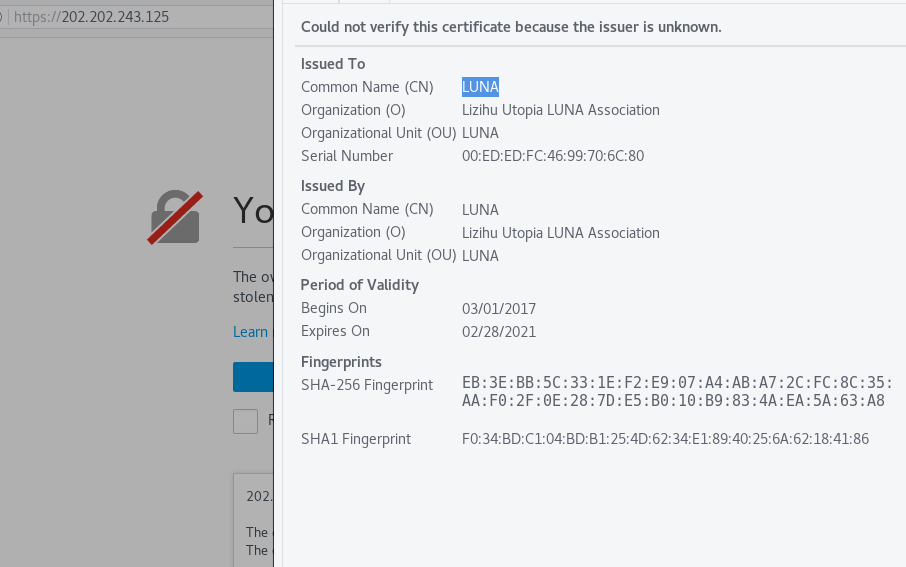 https://202.202.243.125
Could not verify this certificate because the issuer is unknown.
Issued To
Common Name (CN) LUNA
Organization (O) Lizihu Utopia LUNA Association
Organizational Unit (OU) LUNA
Serial Number 00:ED:ED:FC:46:99:70:6C:80
Issued By
Common Name (CN) LUNA
Organization (O) Lizihu Utopia LUNA Association
Organizational Unit (OU) LUNA
Period of Validity
Begins On 03/01/2017
Expires On 02/28/2021
Fingerprints
SHA-256 Fingerprint EB:3E:BB:5C:33:1E:F2:E9:07:A4:AB:A7:2C:FC:8C:35:
AA:F0:2F:0E:28:7D:E5:B0:10:B9:83:4A:EA:5A:63:A8
SHA1 Fingerprint F0:34:BD:C1:04:BD:B1:25:4D:62:34:E1:89:40:25:6A:62:18:41:86
Yo
The ov
stolen
Learn
R
202.
The
The